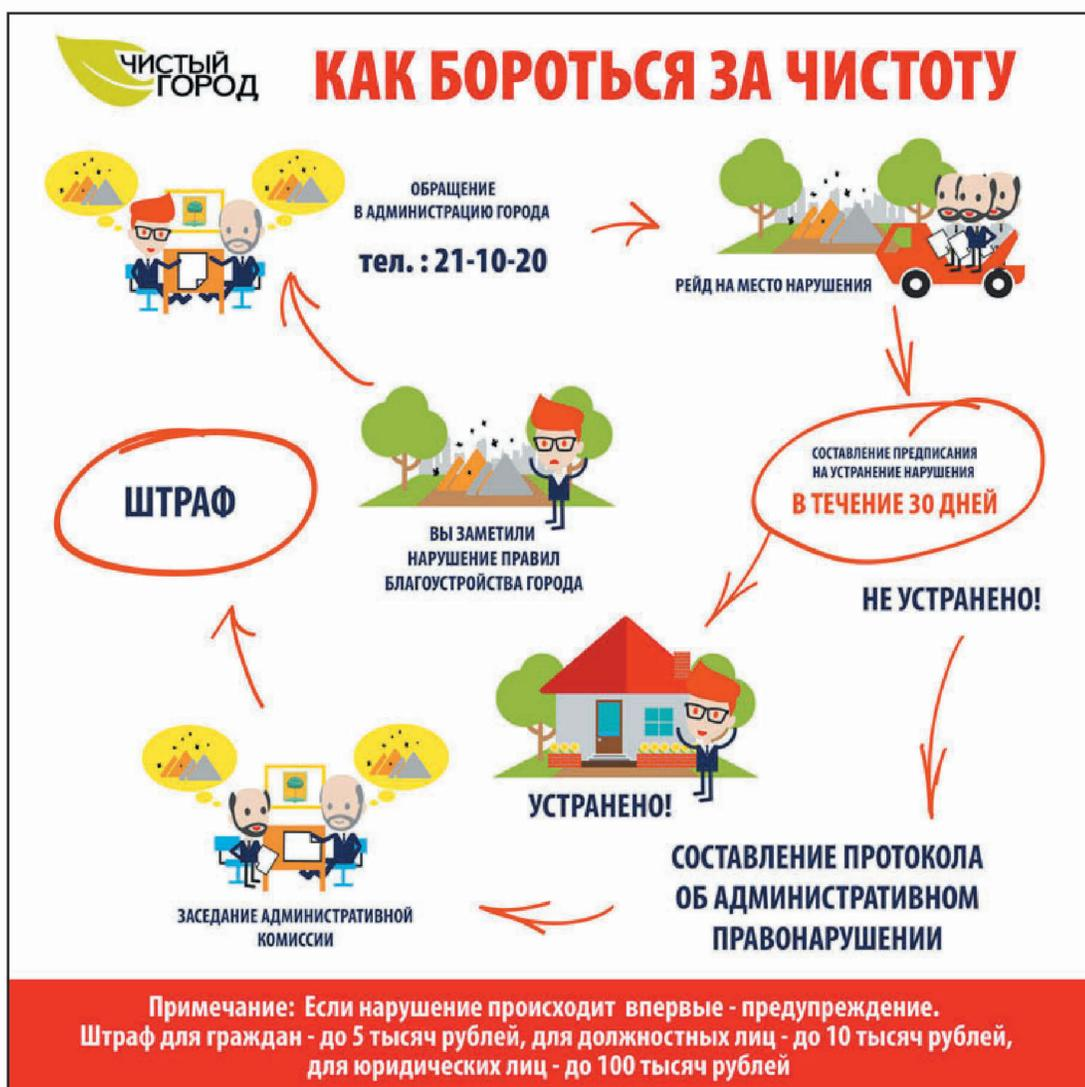 ЧИСТЫЙ
ГОРОД
КАК БОРОТЬСЯ ЗА ЧИСТОТУ
ОБРАЩЕНИЕ
В АДМИНИСТРАЦИЮ ГОРОДА
тел. : 21-10-20
РЕЙД НА МЕСТО НАРУШЕНИЯ
СОСТАВЛЕНИЕ ПРЕДПИСАНИЯ
НА УСТРАНЕНИЕ НАРУШЕНИЯ
В ТЕЧЕНИЕ 30 ДНЕЙ
ШТРАФ
ВЫ ЗАМЕТИЛИ
НАРУШЕНИЕ ПРАВИЛ
БЛАГОУСТРОЙСТВА ГОРОДА
НЕ УСТРАНЕНО!
УСТРАНЕНО!
СОСТАВЛЕНИЕ ПРОТОКОЛА
ОБ АДМИНИСТРАТИВНОМ
ПРАВОНАРУШЕНИИ
ЗАСЕДАНИЕ АДМИНИСТРАТИВНОЙ
КОМИССИИ
Примечание: Если нарушение происходит впервые - предупреждение.
Штраф для граждан - до 5 тысяч рублей, для должностных лиц - до 10 тысяч рублей,
для юридических лиц - до 100 тысяч рублей